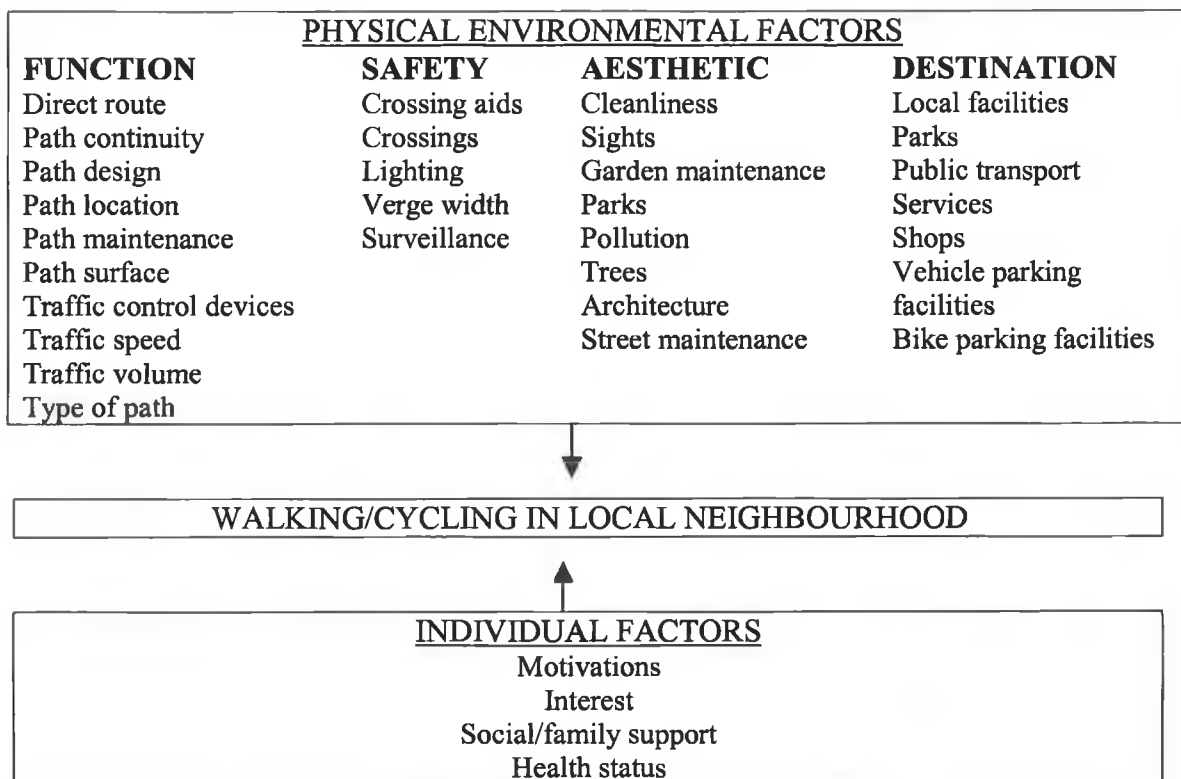 PHYSICAL ENVIRONMENTAL FACTORS
FUNCTION SAFETY AESTHETIC DESTINATION
Direct route Crossing aids Cleanliness Local facilities
Path continuity Crossings Sights Parks
Path design Lighting Garden maintenance Public transport
Path location Verge width Parks Services
Path maintenance Surveillance Pollution Shops
Path surface Trees Vehicle parking
Traffic control devices Architecture facilities
Traffic speed Street maintenance Bike parking facilities
Traffic volume
Type of path
WALKING/CYCLING IN LOCAL NEIGHBOURHOOD
INDIVIDUAL FACTORS
Motivations
Interest
Social/family support
Health status